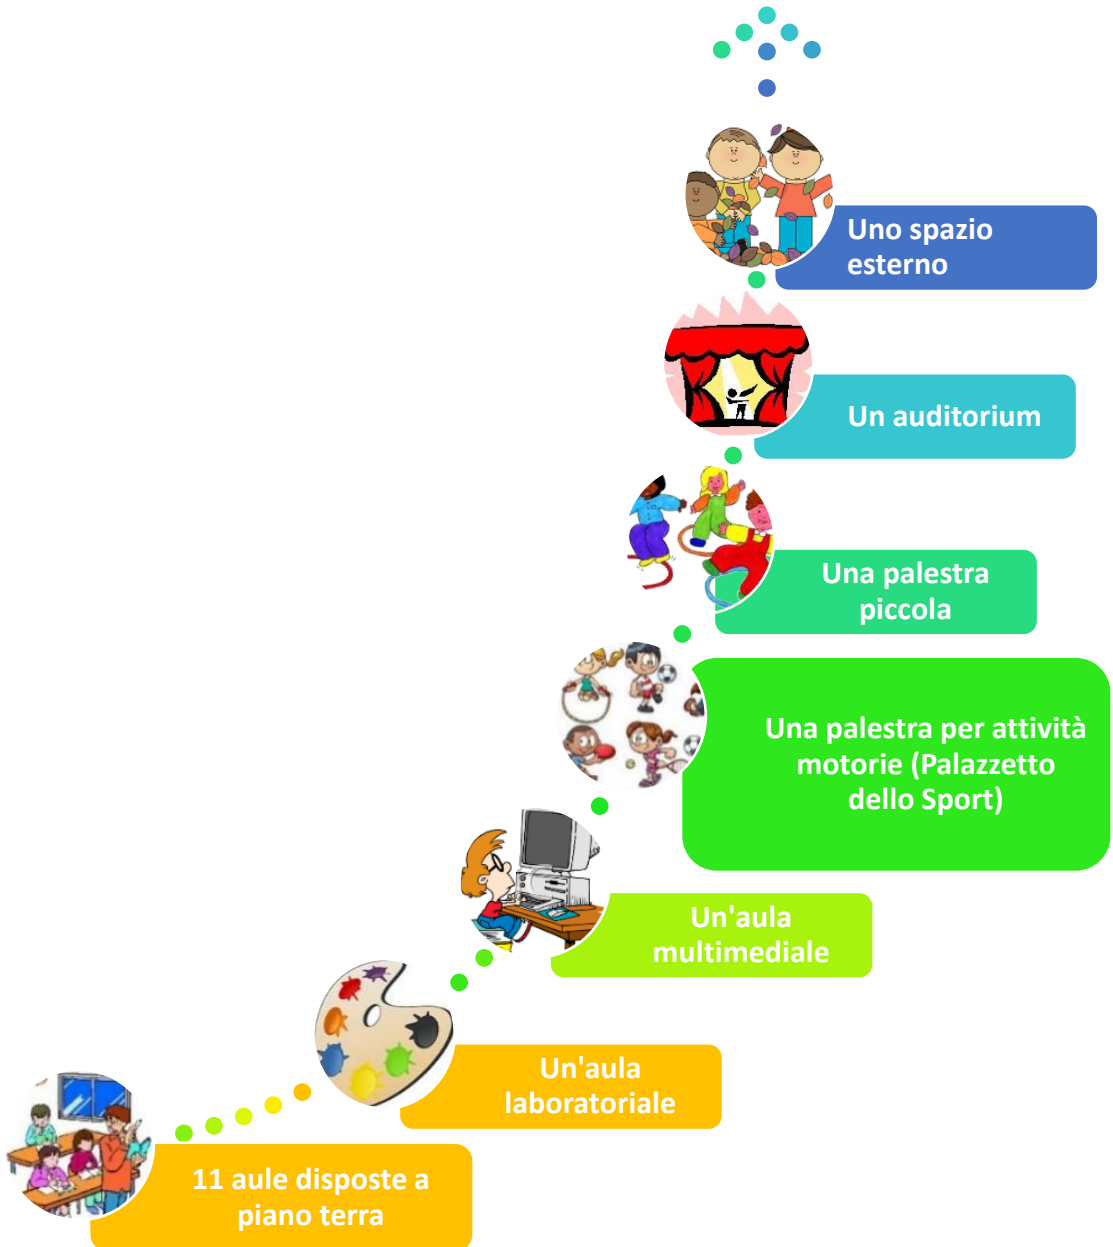 Uno spazio
esterno
Un auditorium
Una palestra
piccola
Una palestra per attività
motorie (Palazzetto
dello Sport)
Un'aula
multimediale
Un'aula
laboratoriale
11 aule disposte a
piano terra